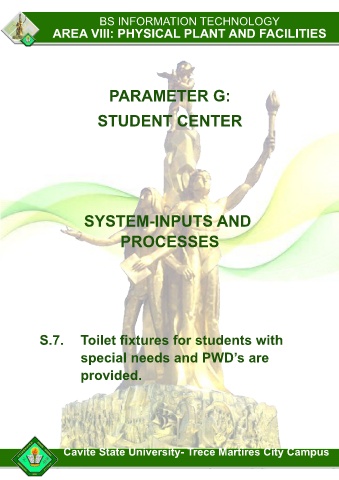 BS INFORMATION TECHNOLOGY
AREA VIII: PHYSICAL PLANT AND FACILITIES
PARAMETER G:
STUDENT CENTER
SYSTEM-INPUTS AND
PROCESSES
S.7. Toilet fixtures for students with
special needs and PWD's are
provided.
Cavite State University- Trece Martires City Campus